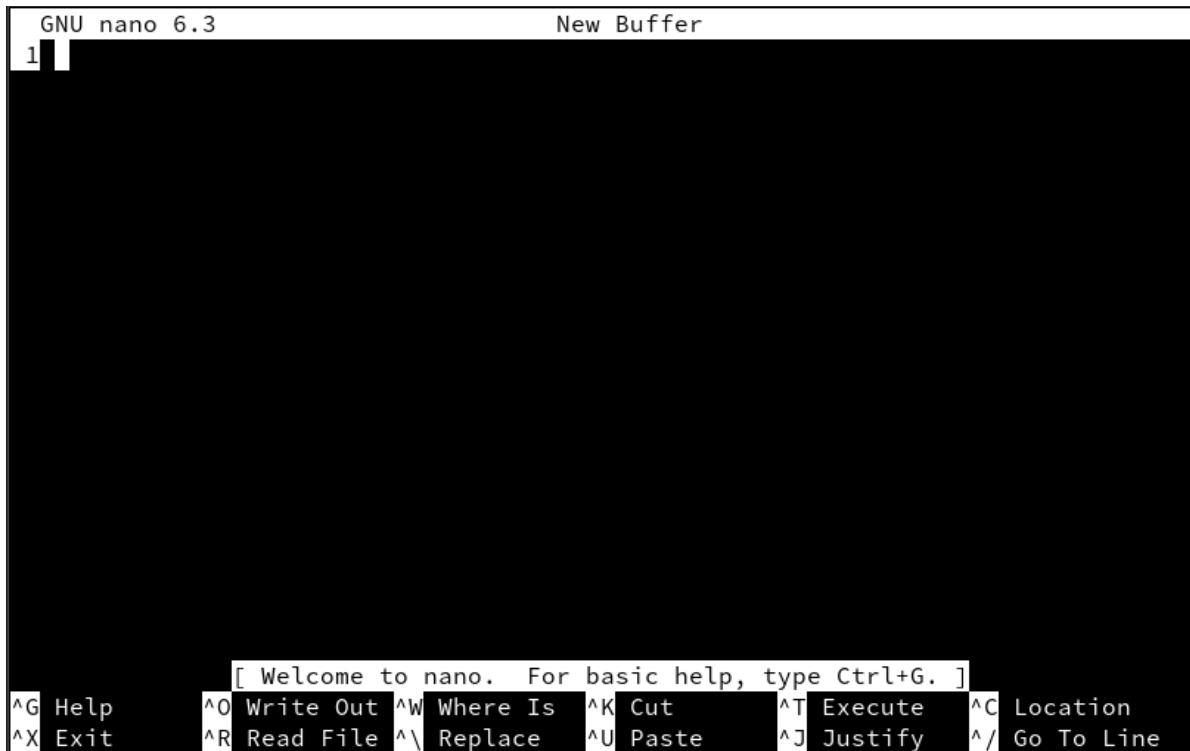 GNU nano 6.3 New Buffer
1
[ Welcome to nano.  For basic help, type Ctrl+G. ]
^G Help ^O Write Out ^W Where Is ^K Cut ^T Execute ^C Location
^X Exit ^R Read File ^\ Replace ^U Paste ^J Justify ^/ Go To Line